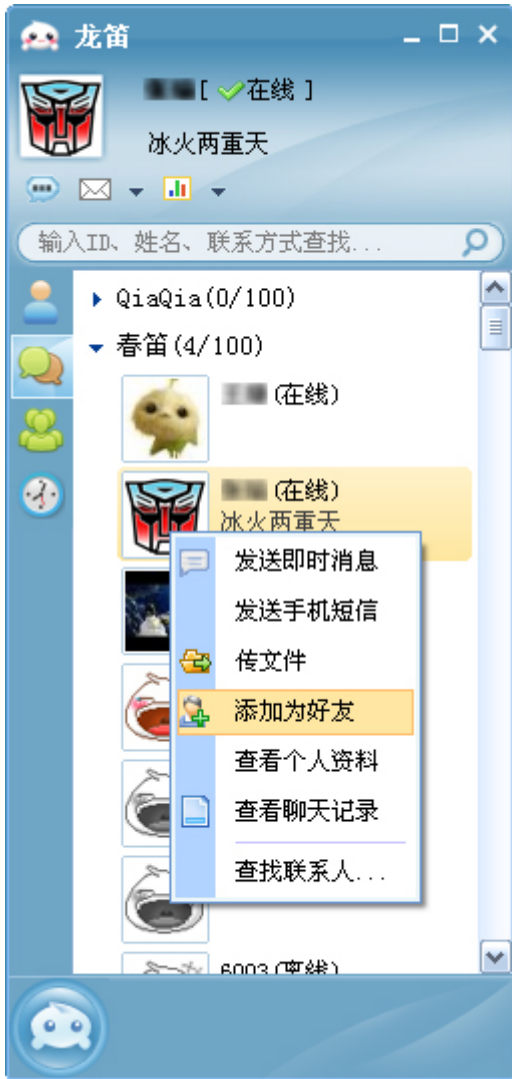 龙笛
[ 在线 ]
冰火两重天
输入ID、姓名、联系方式查找...
QiaQia(0/100)
春笛(4/100)
(在线)
(在线)
冰火两重天
发送即时消息
发送手机短信
传文件
添加为好友
查看个人资料
查看聊天记录
查找联系人...
6003(离线)